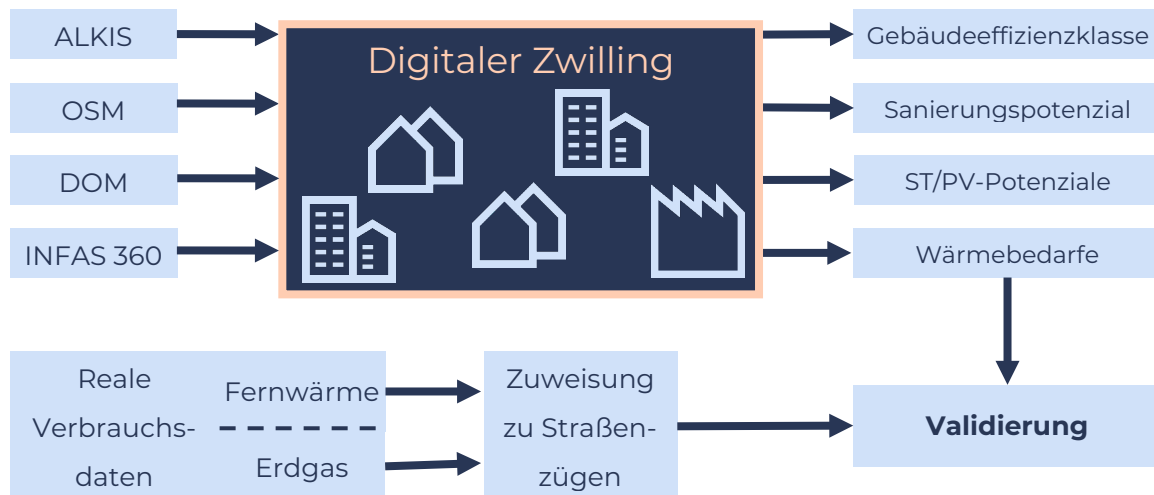 ALKIS
OSM
DOM
INFAS 360
Digitaler Zwilling
Gebäudeeffizienzklasse
Sanierungspotenzial
ST/PV-Potenziale
Wärmebedarfe
Reale
Verbrauchs-
daten
Fernwärme
Erdgas
Zuweisung
zu Straßen-
zügen
Validierung